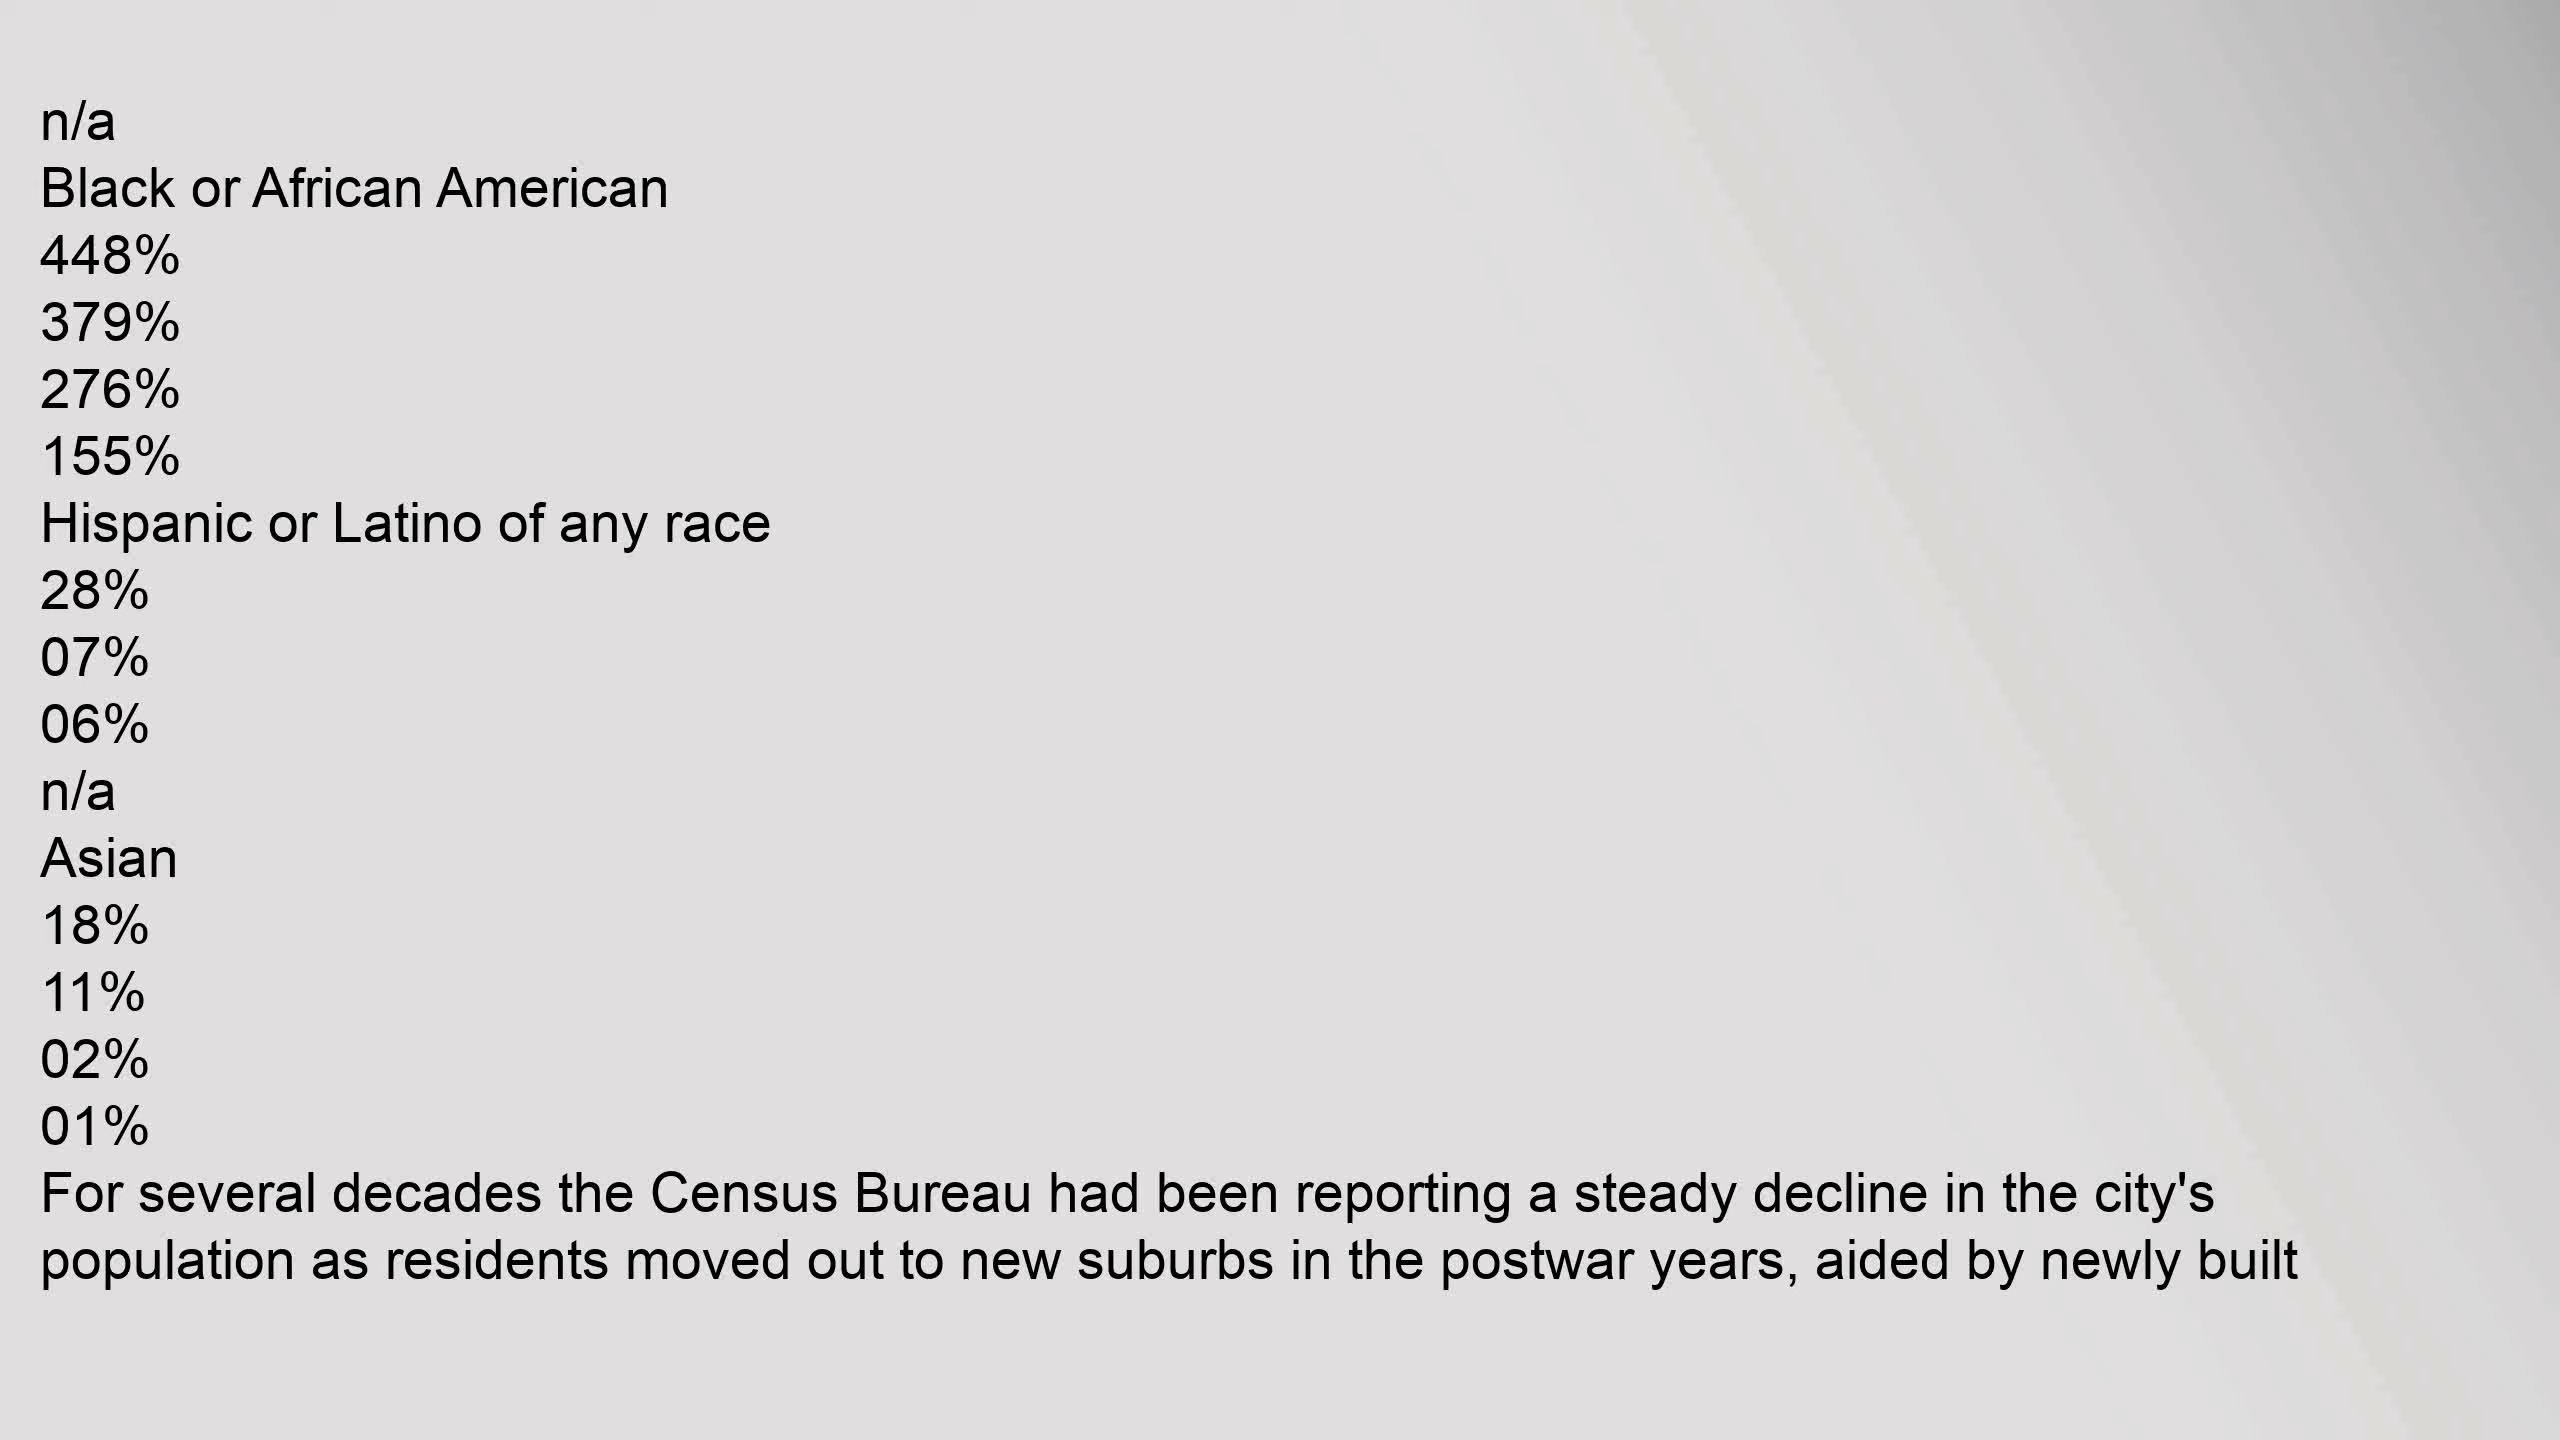 n/a
Black or African American
448%
379%
276%
155%
Hispanic or Latino of any race
28%
07%
06%
n/a
Asian
18%
11%
02%
01%
For several decades the Census Bureau had been reporting a steady decline in the city's
population as residents moved out to new suburbs in the postwar years, aided by newly built